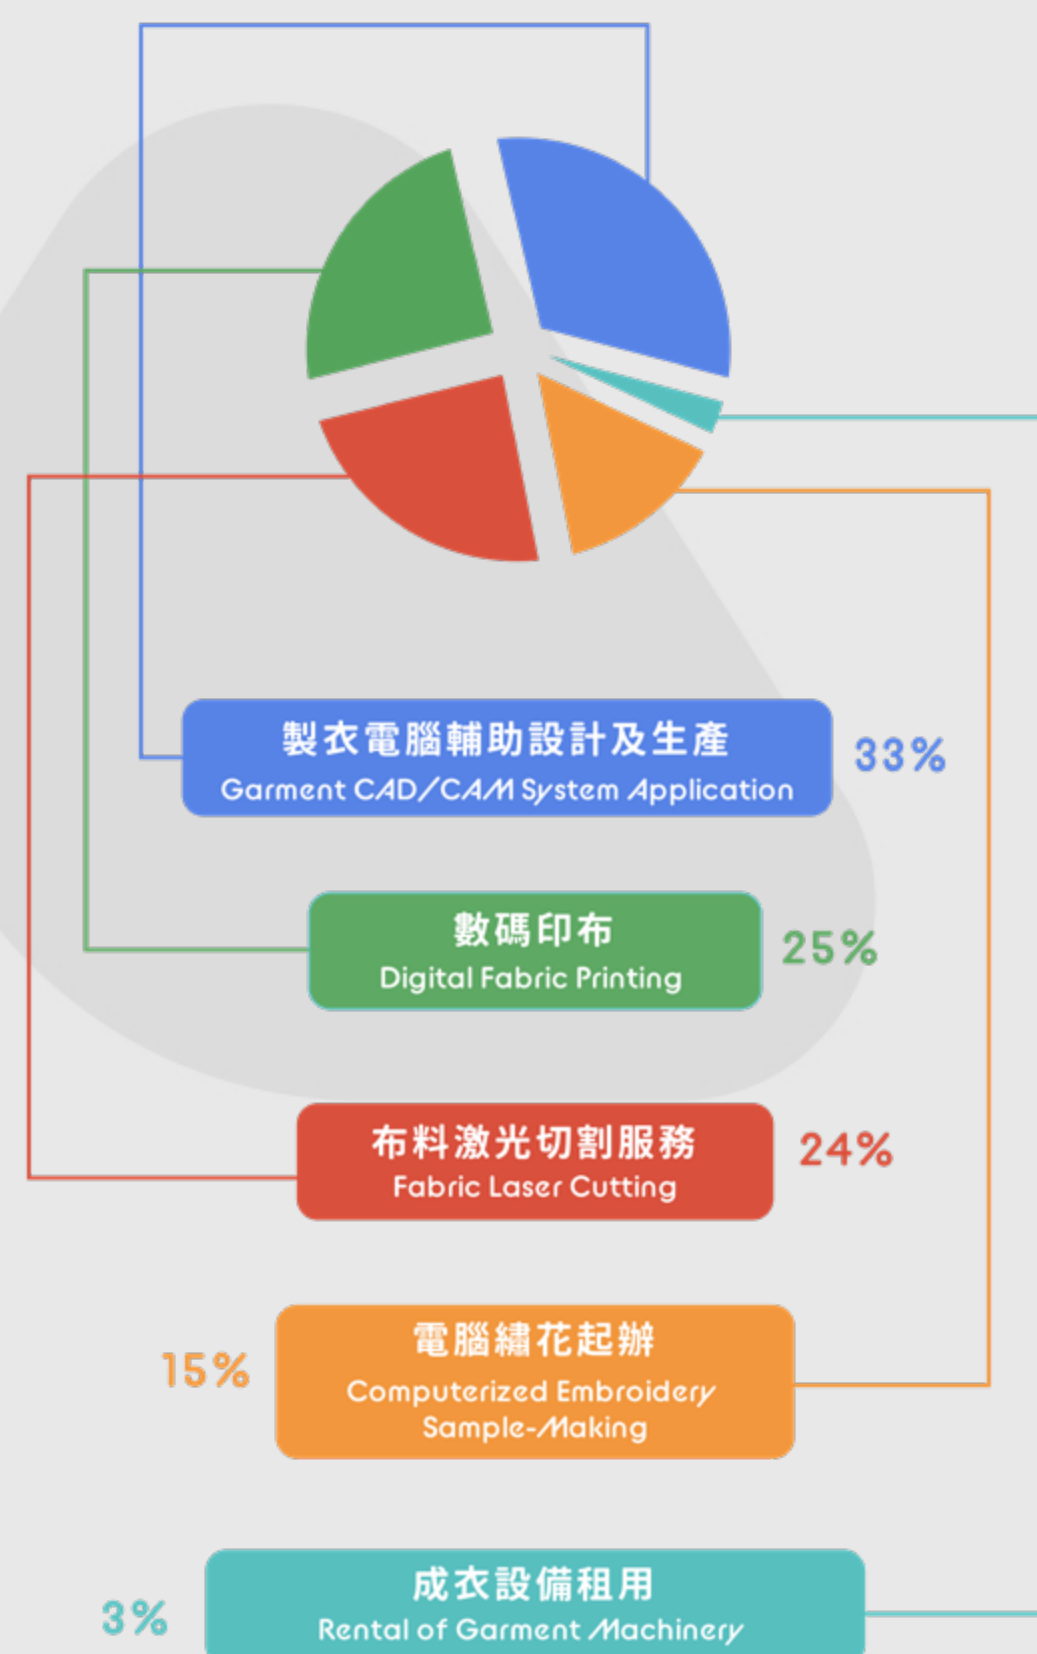 製衣電腦輔助設計及生產
Garment CAD/CAM System Application
33%
數碼印布
Digital Fabric Printing
25%
布料激光切割服務
Fabric Laser Cutting
24%
電腦繡花起辦
Computerized Embroidery
Sample-Making
15%
成衣設備租用
Rental of Garment Machinery
3%